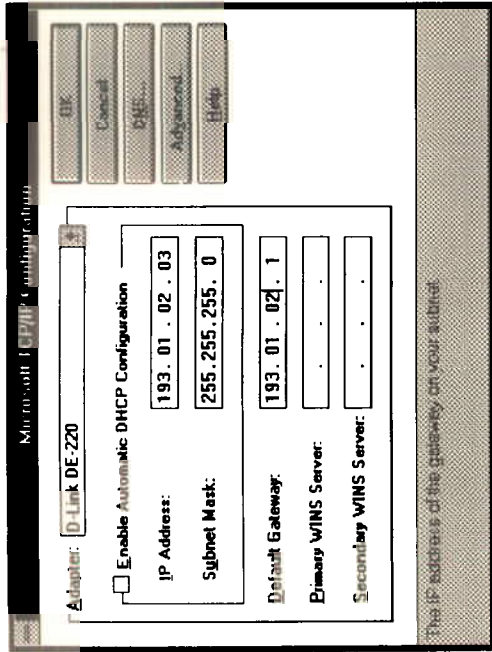 Microsoft TCP/IP Configuration
Adapter: D-Link DE-220
Enable Automatic DHCP Configuration
IP Address: 193. 01 . 02 . 03
Subnet Mask: 255.255.255. 0
Default Gateway: 193. 01 . 02 . 1
Primary WINS Server: . . .
Secondary WINS Server: . . .
OK
Cancel
DNS...
Advanced...
Help
The IP address of the gateway on your subnet.